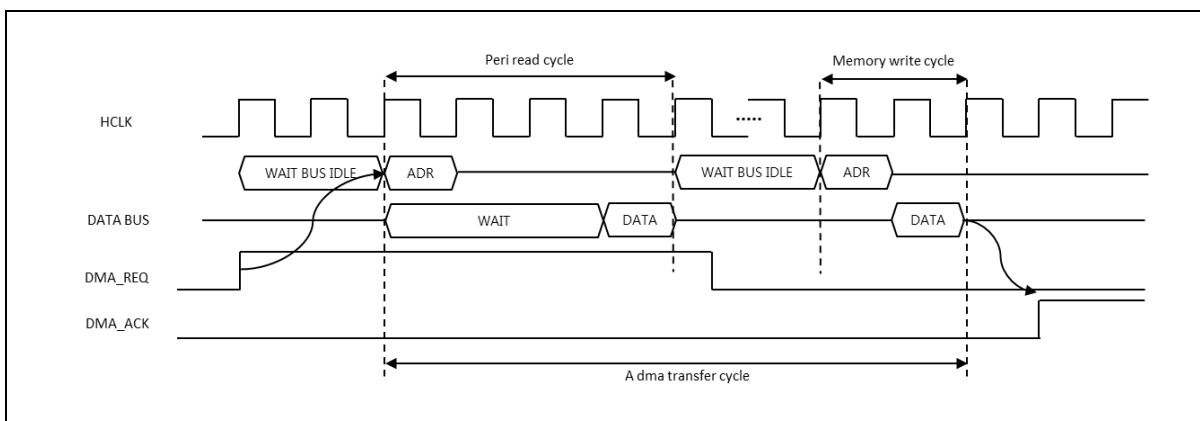 Peri read cycle
Memory write cycle
HCLK
.....
WAIT BUS IDLE
ADR
WAIT BUS IDLE
ADR
DATA BUS
WAIT
DATA
DATA
DMA_REQ
DMA_ACK
A dma transfer cycle